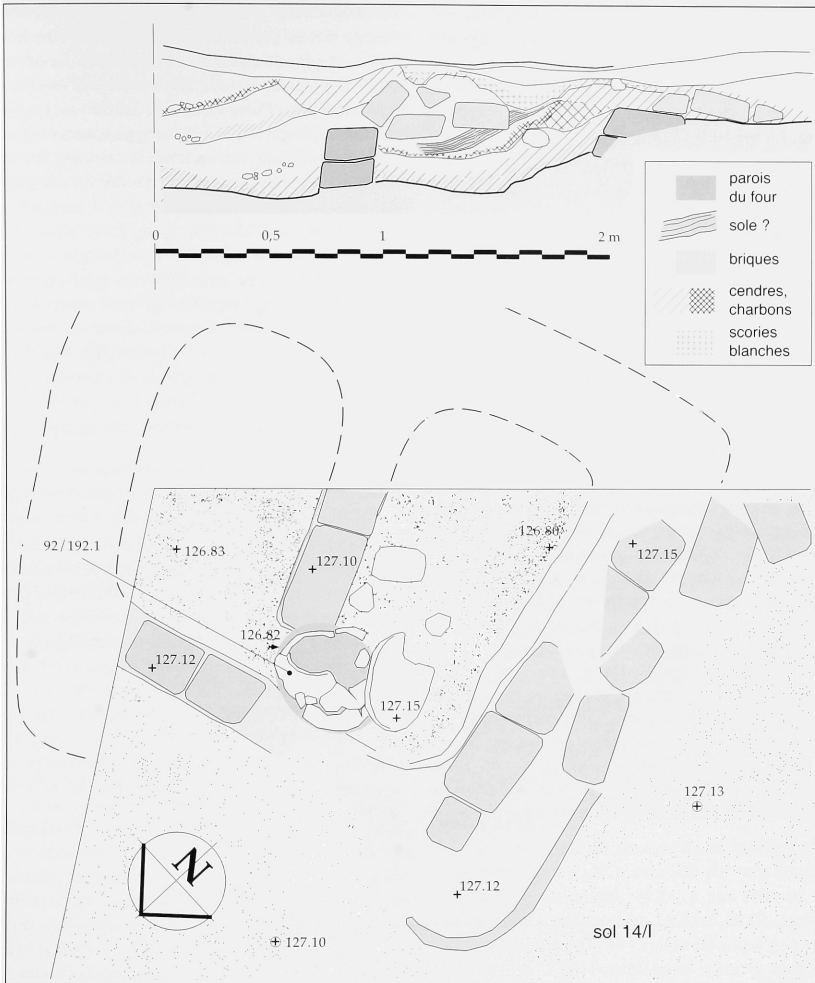 0 0,5 1 2 m
parois
du four
sole ?
briques
cendres,
charbons
scories
blanches
92/192.1
126.83
127.10
126.80
127.15
126.82
127.12
127.15
127.13
N
127.12
127.10
sol 14/I